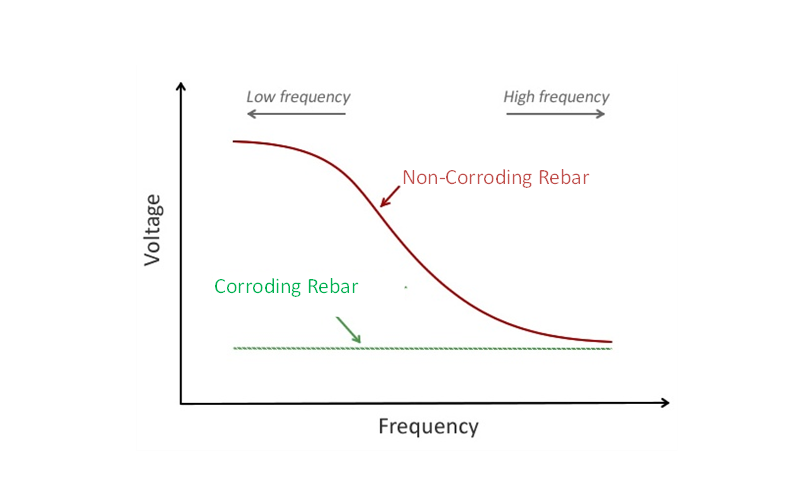 Low frequency
High frequency
Non-Corroding Rebar
Voltage
Corroding Rebar
Frequency